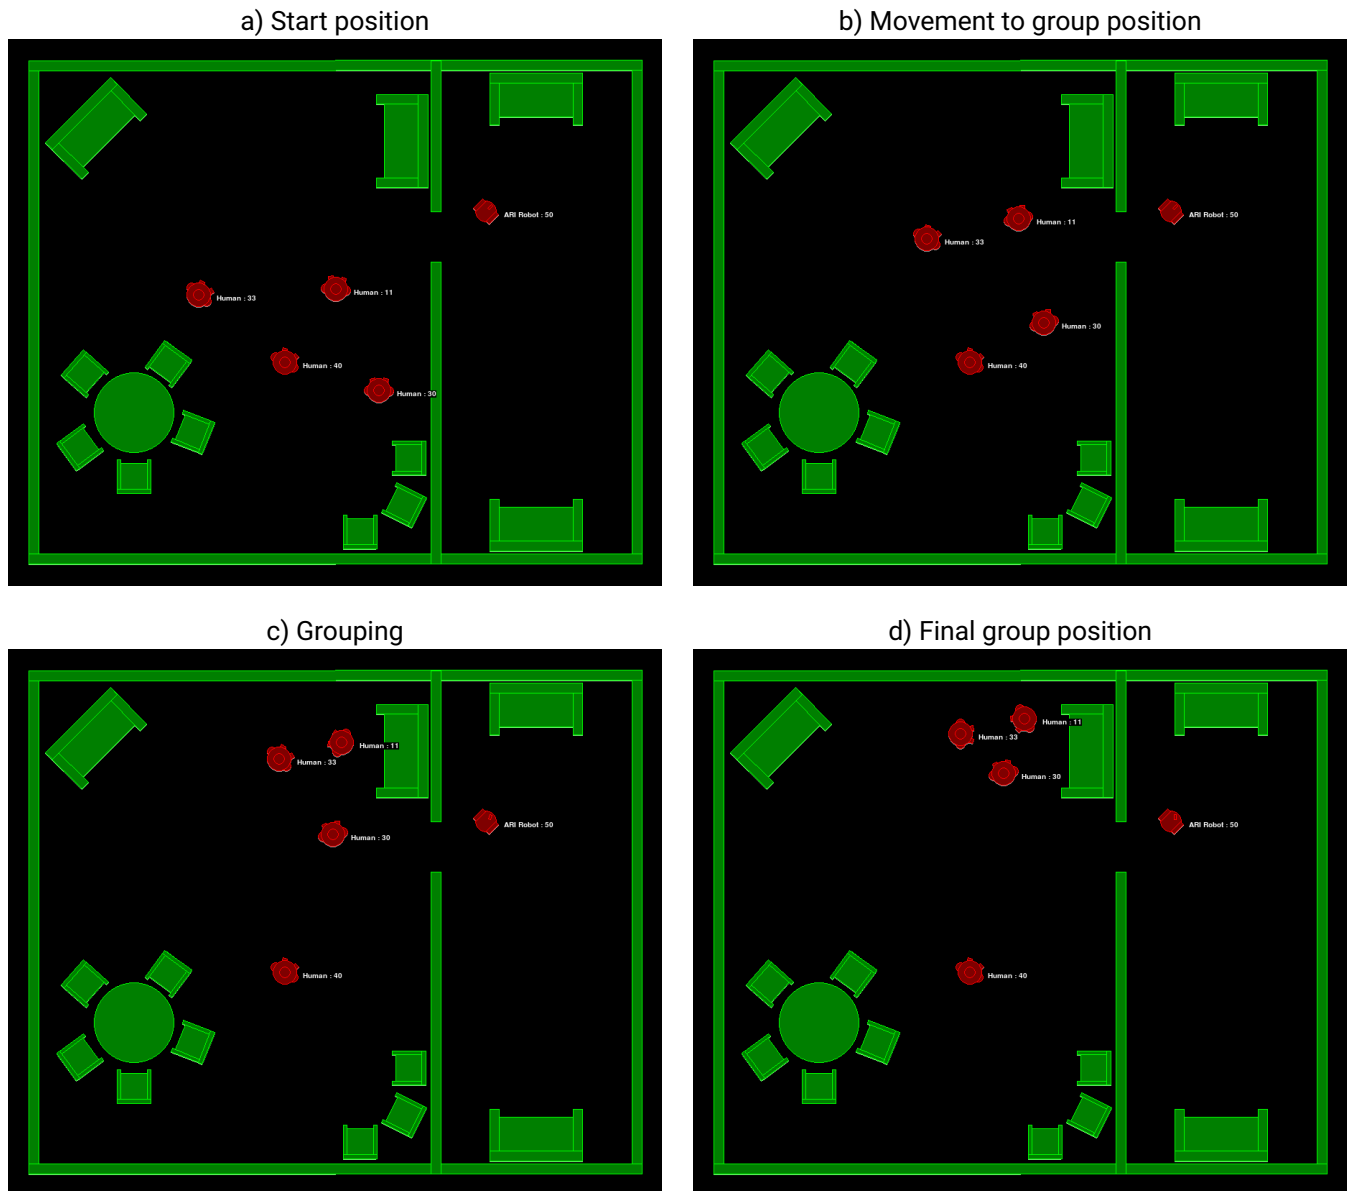 a) Start position
b) Movement to group position
ARI Robot : 50
Human : 33
Human : 11
Human : 40
Human : 30
Human : 11
ARI Robot : 50
Human : 33
Human : 30
Human : 40
c) Grouping
d) Final group position
Human : 11
Human : 33
ARI Robot : 50
Human : 30
Human : 40
Human : 11
Human : 33
Human : 30
ARI Robot : 50
Human : 40